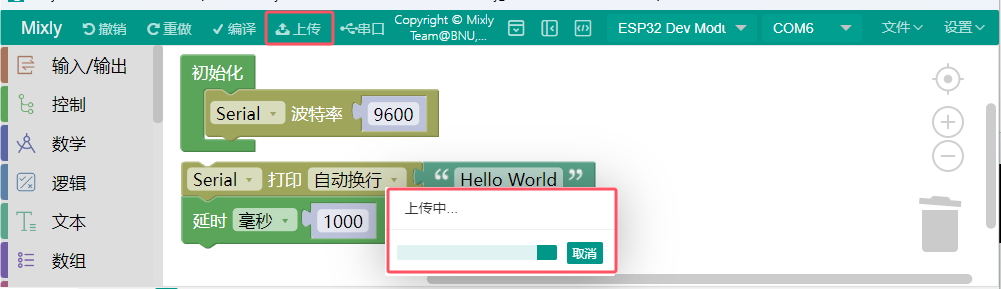 Mixly 撤销 重做 编译 上传 串口 Copyright © Mixly Team@BNU,... ESP32 Dev Modu COM6 文件 设置
输入/输出
控制
数学
逻辑
文本
数组
初始化
Serial 波特率 9600
Serial 打印 自动换行 “ Hello World ”
延时 毫秒 1000
上传中...
取消